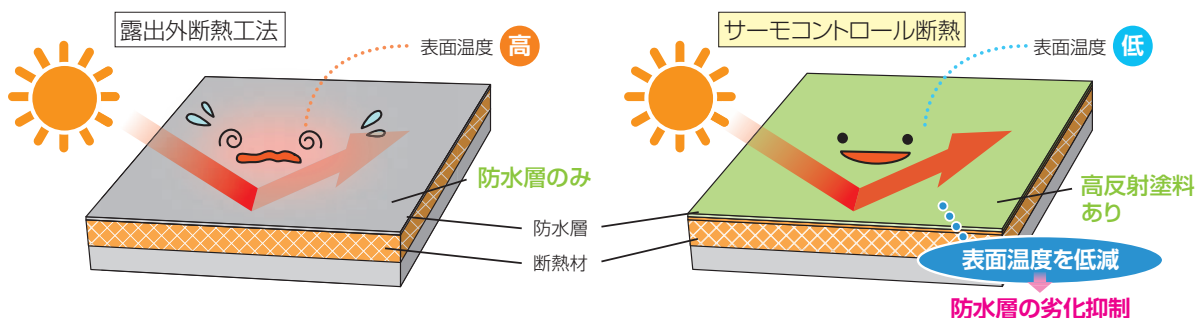 露出外断熱工法
表面温度 高
防水層のみ
防水層
断熱材
サーモコントロール断熱
表面温度 低
高反射塗料
あり
表面温度を低減
防水層の劣化抑制